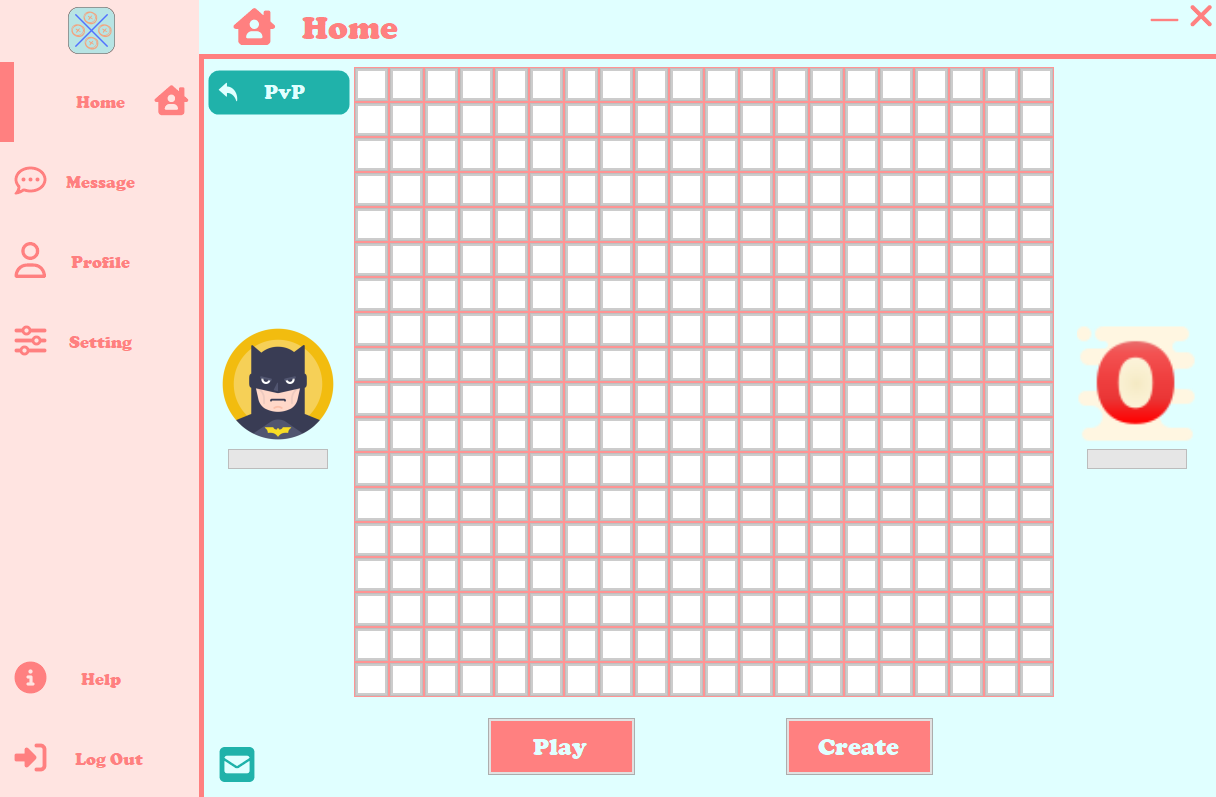 Home
Home
PvP
Message
Profile
Setting
O
Help
Log Out
Play
Create